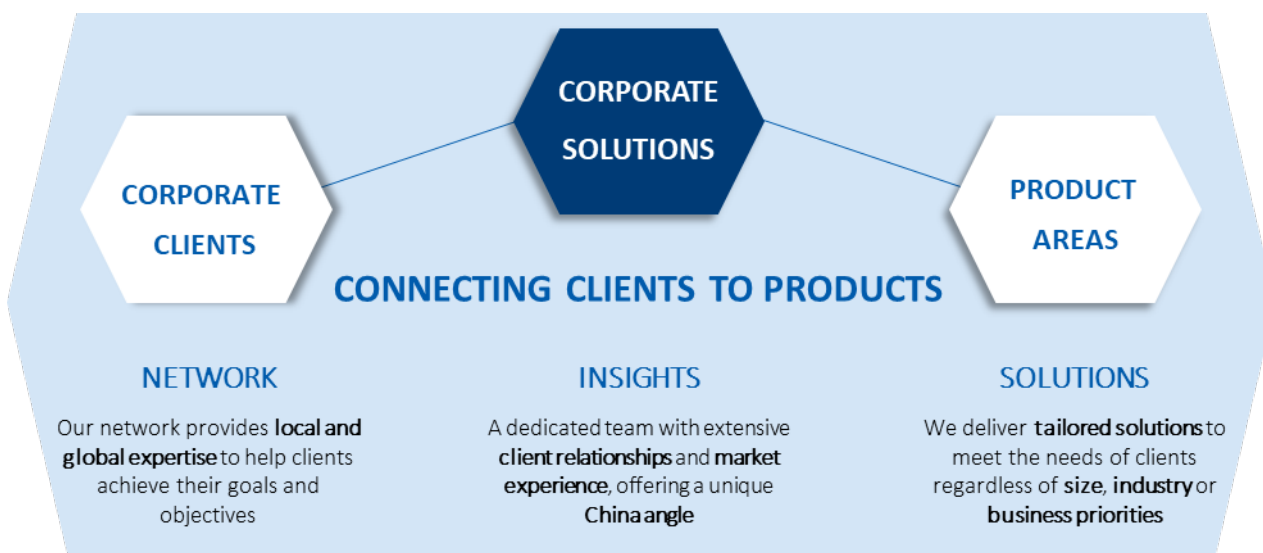 CORPORATE
SOLUTIONS
CORPORATE
CLIENTS
PRODUCT
AREAS
CONNECTING CLIENTS TO PRODUCTS
NETWORK
Our network provides local and
global expertise to help clients
achieve their goals and
objectives
INSIGHTS
A dedicated team with extensive
client relationships and market
experience, offering a unique
China angle
SOLUTIONS
We deliver tailored solutions to
meet the needs of clients
regardless of size, industry or
business priorities